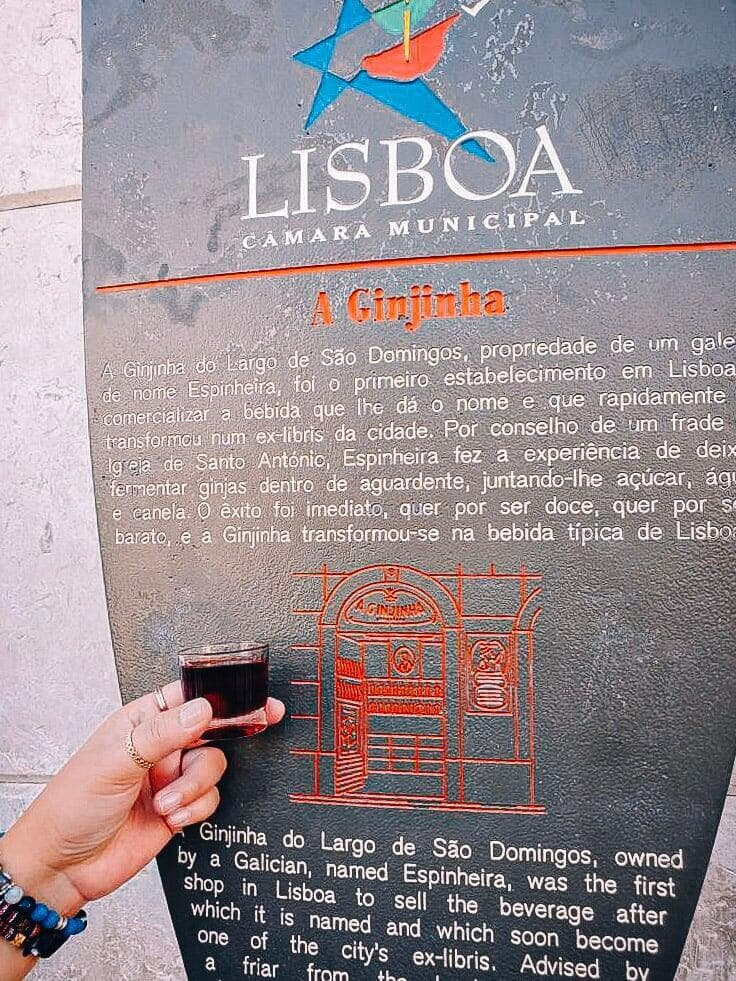 LISBOA
CÂMARA MUNICIPAL
A Ginjinha
A Ginjinha do Largo de São Domingos, propriedade de um
de nome Espinheira, foi o primeiro estabelecimento em Lisboa
comercializar a bebida que lhe dá o nome e que rapidamente
transformou num ex-libris da cidade. Por conselho de um frade
Igreja de Santo António, Espinheira fez a experiência de
fermentar ginjas dentro de aguardente, juntando-lhe açúcar,
e canela. O êxito foi imediato, quer por ser doce, quer por
barato, e a Ginjinha transformou-se na bebida típica de Lisboa
A GINJINHA
Ginjinha do Largo de São Domingos, owned
by a Galician, named Espinheira, was the first
shop in Lisboa to sell the beverage after
which it is named and which soon become
one of the city's ex-libris. Advised by
a friar from the